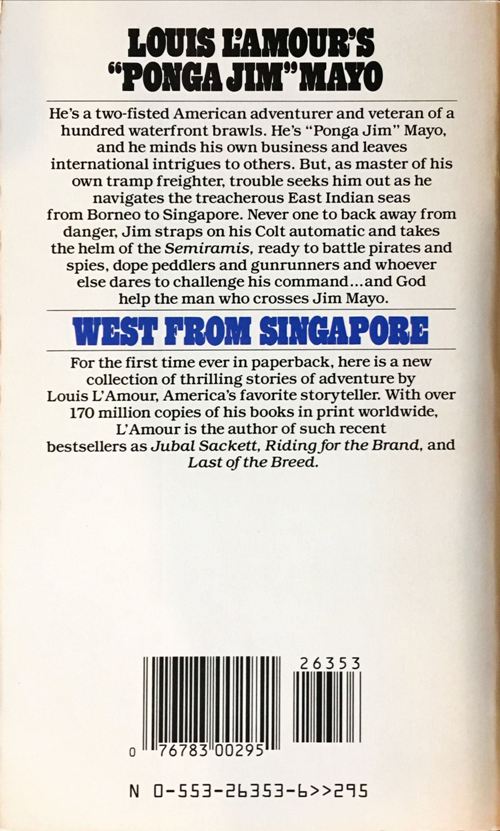 LOUIS L'AMOUR'S
"PONGA JIM" MAYO
He's a two-fisted American adventurer and veteran of a
hundred waterfront brawls. He's "Ponga Jim" Mayo,
and he minds his own business and leaves
international intrigues to others. But, as master of his
own tramp freighter, trouble seeks him out as he
navigates the treacherous East Indian seas
from Borneo to Singapore. Never one to back away from
danger, Jim straps on his Colt automatic and takes
the helm of the Semiramis, ready to battle pirates and
spies, dope peddlers and gunrunners and whoever
else dares to challenge his command...and God
help the man who crosses Jim Mayo.
WEST FROM SINGAPORE
For the first time ever in paperback, here is a new
collection of thrilling stories of adventure by
Louis L'Amour, America's favorite storyteller. With over
170 million copies of his books in print worldwide,
L'Amour is the author of such recent
bestsellers as Jubal Sackett, Riding for the Brand, and
Last of the Breed.
26353
0 76783 00295
N 0-553-26353-6>>295